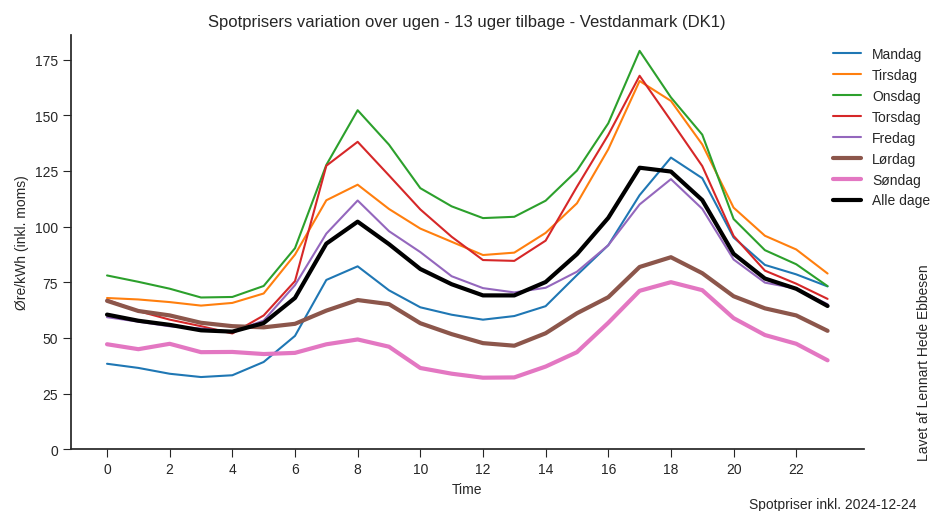 Spotprisers variation over ugen - 13 uger tilbage - Vestdanmark (DK1)
Øre/kWh (inkl. moms)
175
150
125
100
75
50
25
0
0 2 4 6 8 10 12 14 16 18 20 22
Time
Mandag
Tirsdag
Onsdag
Torsdag
Fredag
Lørdag
Søndag
Alle dage
Lavet af Lennart Hede Ebbesen
Spotpriser inkl. 2024-12-24